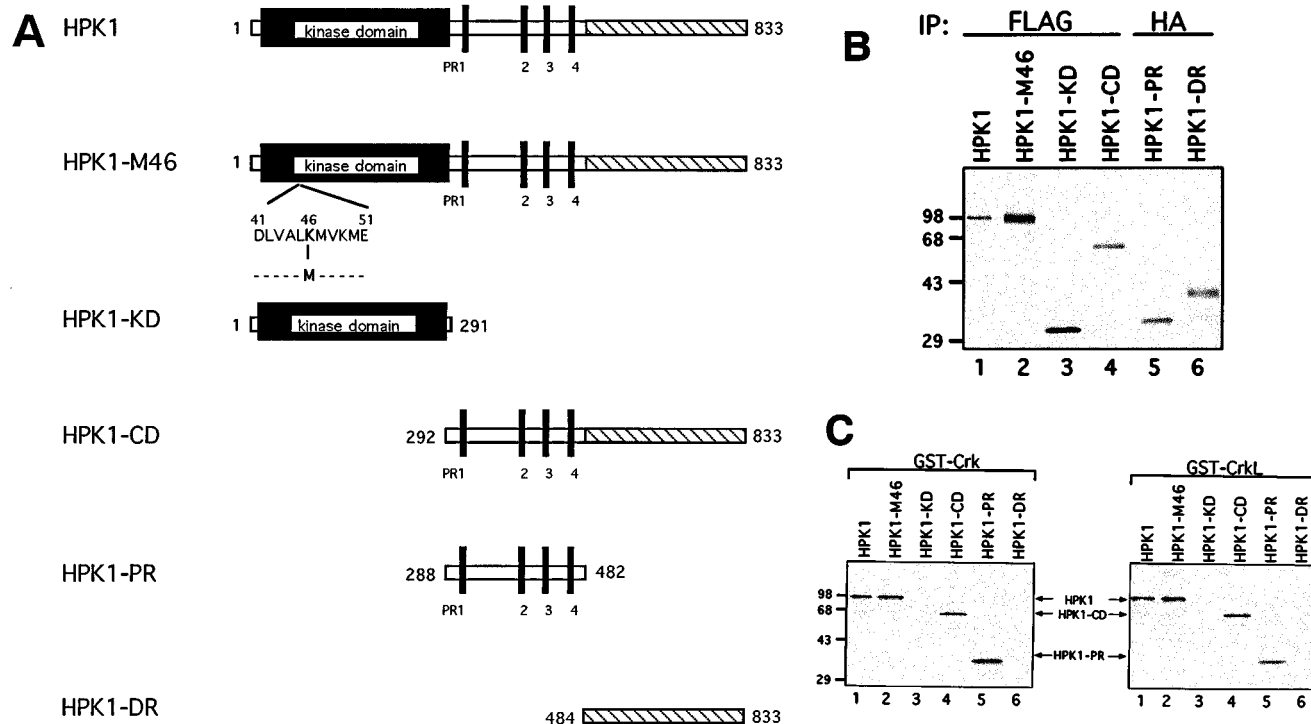 A
HPK1
1
kinase domain
833
PR1 2 3 4
HPK1-M46
1
kinase domain
833
PR1 2 3 4
41 46 51
DLVALKMVKME
-----M-----
HPK1-KD
1
kinase domain
291
HPK1-CD
292
833
PR1 2 3 4
HPK1-PR
288
482
PR1 2 3 4
HPK1-DR
484
833
B
IP: FLAG HA
HPK1 HPK1-M46 HPK1-KD HPK1-CD HPK1-PR HPK1-DR
98
68
43
29
1 2 3 4 5 6
C
GST-Crk
HPK1 HPK1-M46 HPK1-KD HPK1-CD HPK1-PR HPK1-DR
98
68
43
29
1 2 3 4 5 6
HPK1
HPK1-CD
HPK1-PR
GST-CrkL
HPK1 HPK1-M46 HPK1-KD HPK1-CD HPK1-PR HPK1-DR
1 2 3 4 5 6